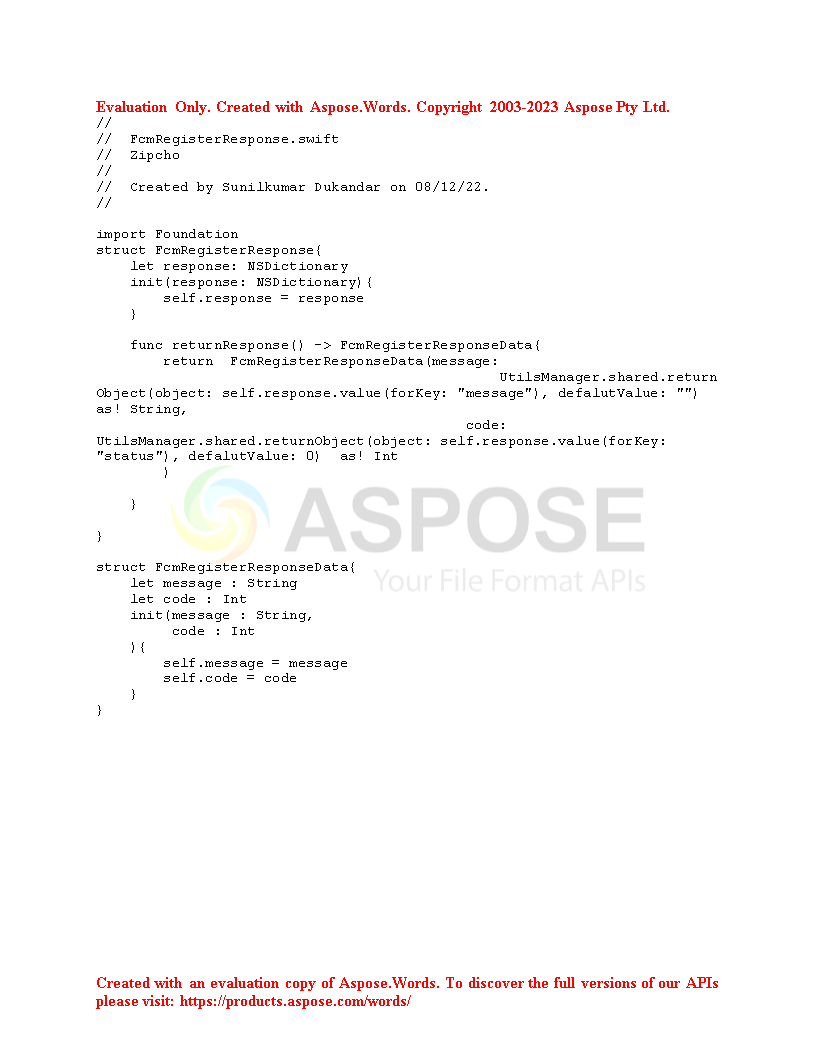 Evaluation Only. Created with Aspose.Words. Copyright 2003-2023 Aspose Pty Ltd.
//
//  FcmRegisterResponse.swift
//  Zipcho
//
//  Created by Sunilkumar Dukandar on 08/12/22.
//
import Foundation
struct FcmRegisterResponse{
    let response: NSDictionary
    init(response: NSDictionary){
        self.response = response
    }
    func returnResponse() -> FcmRegisterResponseData{
        return  FcmRegisterResponseData(message:
                                                UtilsManager.shared.return
Object(object: self.response.value(forKey: "message"), defalutValue: "")
as! String,
                                            code:
UtilsManager.shared.returnObject(object: self.response.value(forKey:
"status"), defalutValue: 0)  as! Int
        )
    }
}
ASPOSE
Your File Format APIs
struct FcmRegisterResponseData{
    let message : String
    let code : Int
    init(message : String,
         code : Int
    ){
        self.message = message
        self.code = code
    }
}
Created with an evaluation copy of Aspose.Words. To discover the full versions of our APIs
please visit: https://products.aspose.com/words/